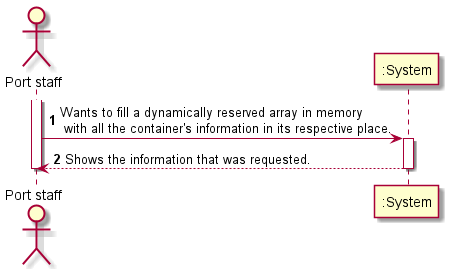 Port staff
:System
1 Wants to fill a dynamically reserved array in memory
with all the container's information in its respective place.
2 Shows the information that was requested.
Port staff
:System